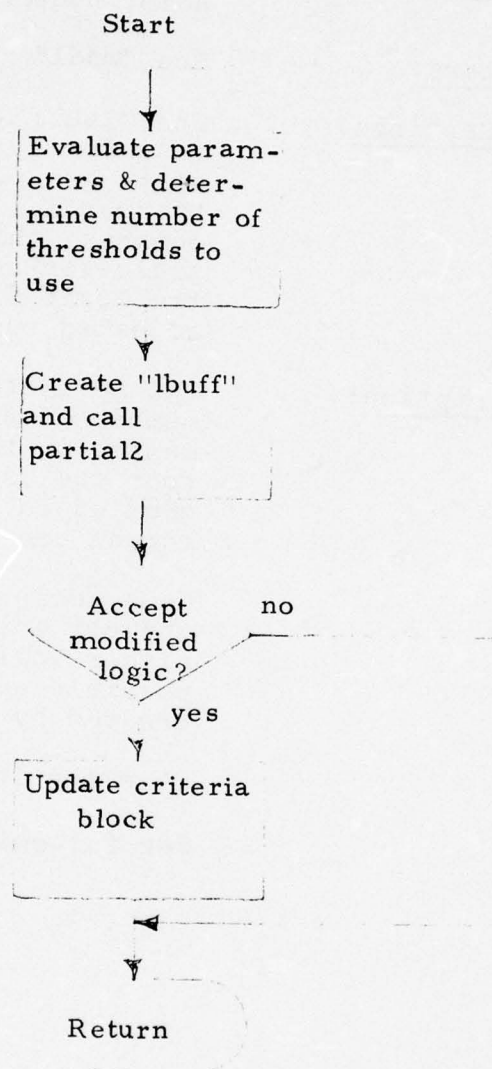 Start
Evaluate param-
eters & deter-
mine number of
thresholds to
use
Create "lbuff"
and call
partial2
Accept
no
modified
logic?
yes
Update criteria
block
Return